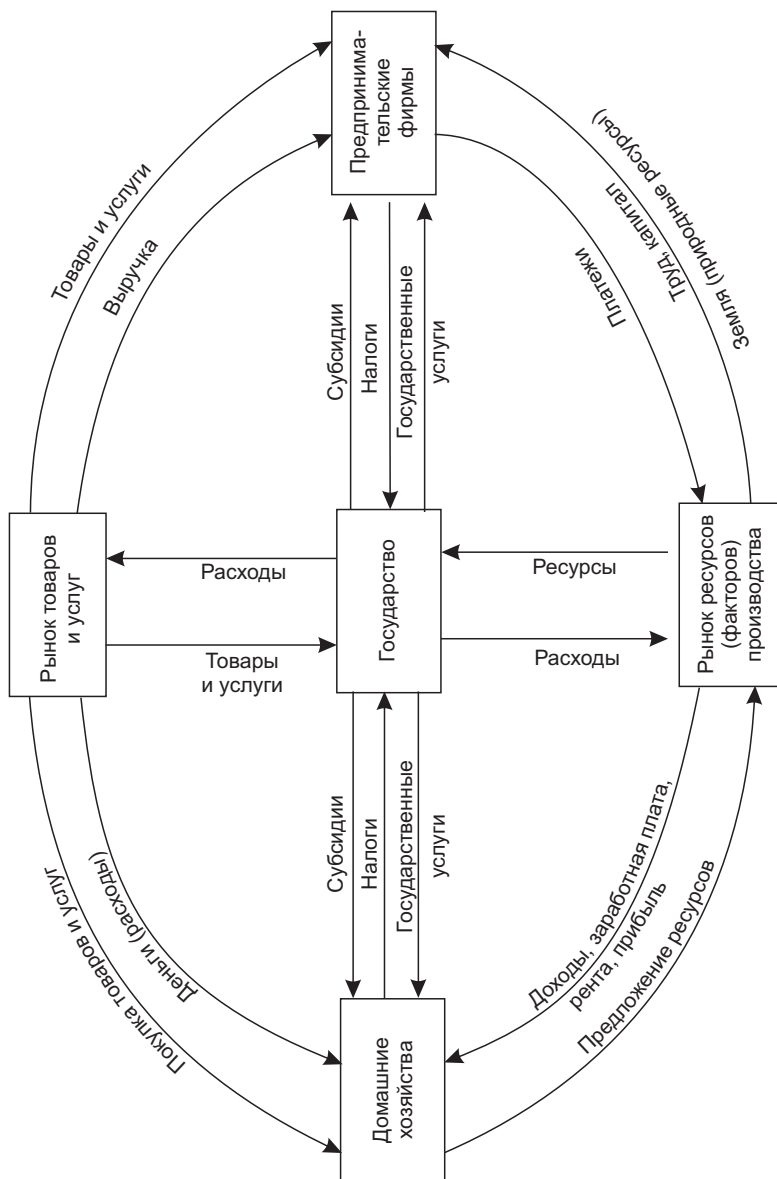 Предпринима-
тельские
фирмы
Товары и услуги
Выручка
Земля (природные ресурсы)
Труд, капитал
Платежи
Субсидии
Налоги
Государственные
услуги
Рынок товаров
и услуг
Расходы
Товары
и услуги
Государство
Ресурсы
Расходы
Рынок ресурсов
(факторов)
производства
Субсидии
Налоги
Государственные
услуги
Покупка товаров и услуг
Деньги (расходы)
Доходы, заработная плата,
рента, прибыль
Предложение ресурсов
Домашние
хозяйства